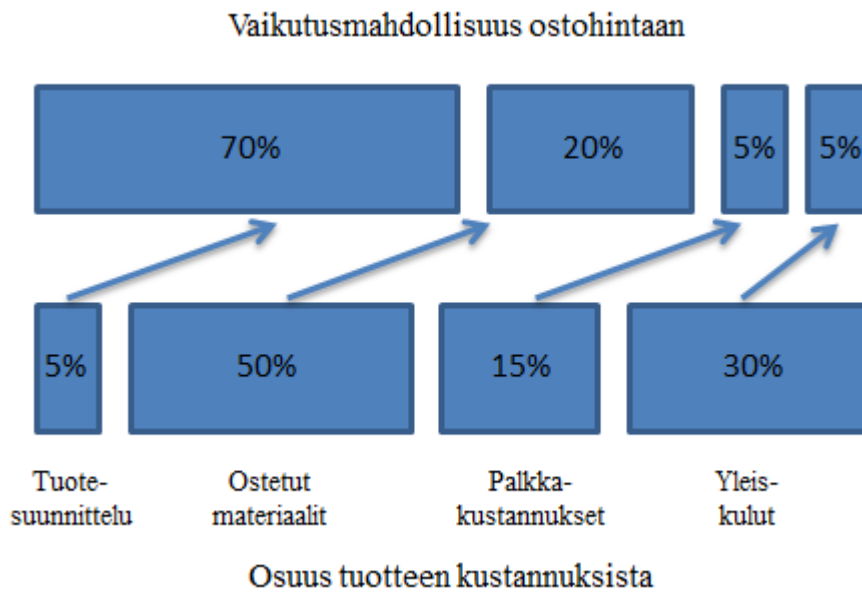 Vaikutusmahdollisuus ostohintaan
70% 20% 5% 5%
5% 50% 15% 30%
Tuote-
suunnittelu
Ostetut
materiaalit
Palkka-
kustannukset
Yleis-
kulut
Osuus tuotteen kustannuksista